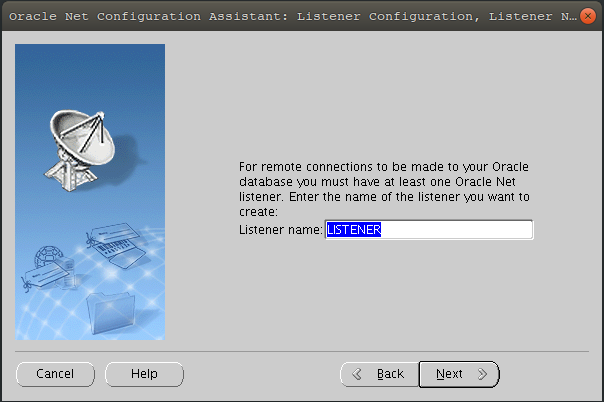 Oracle Net Configuration Assistant: Listener Configuration, Listener N...
For remote connections to be made to your Oracle
database you must have at least one Oracle Net
listener. Enter the name of the listener you want to
create:
Listener name: LISTENER
Cancel Help Back Next